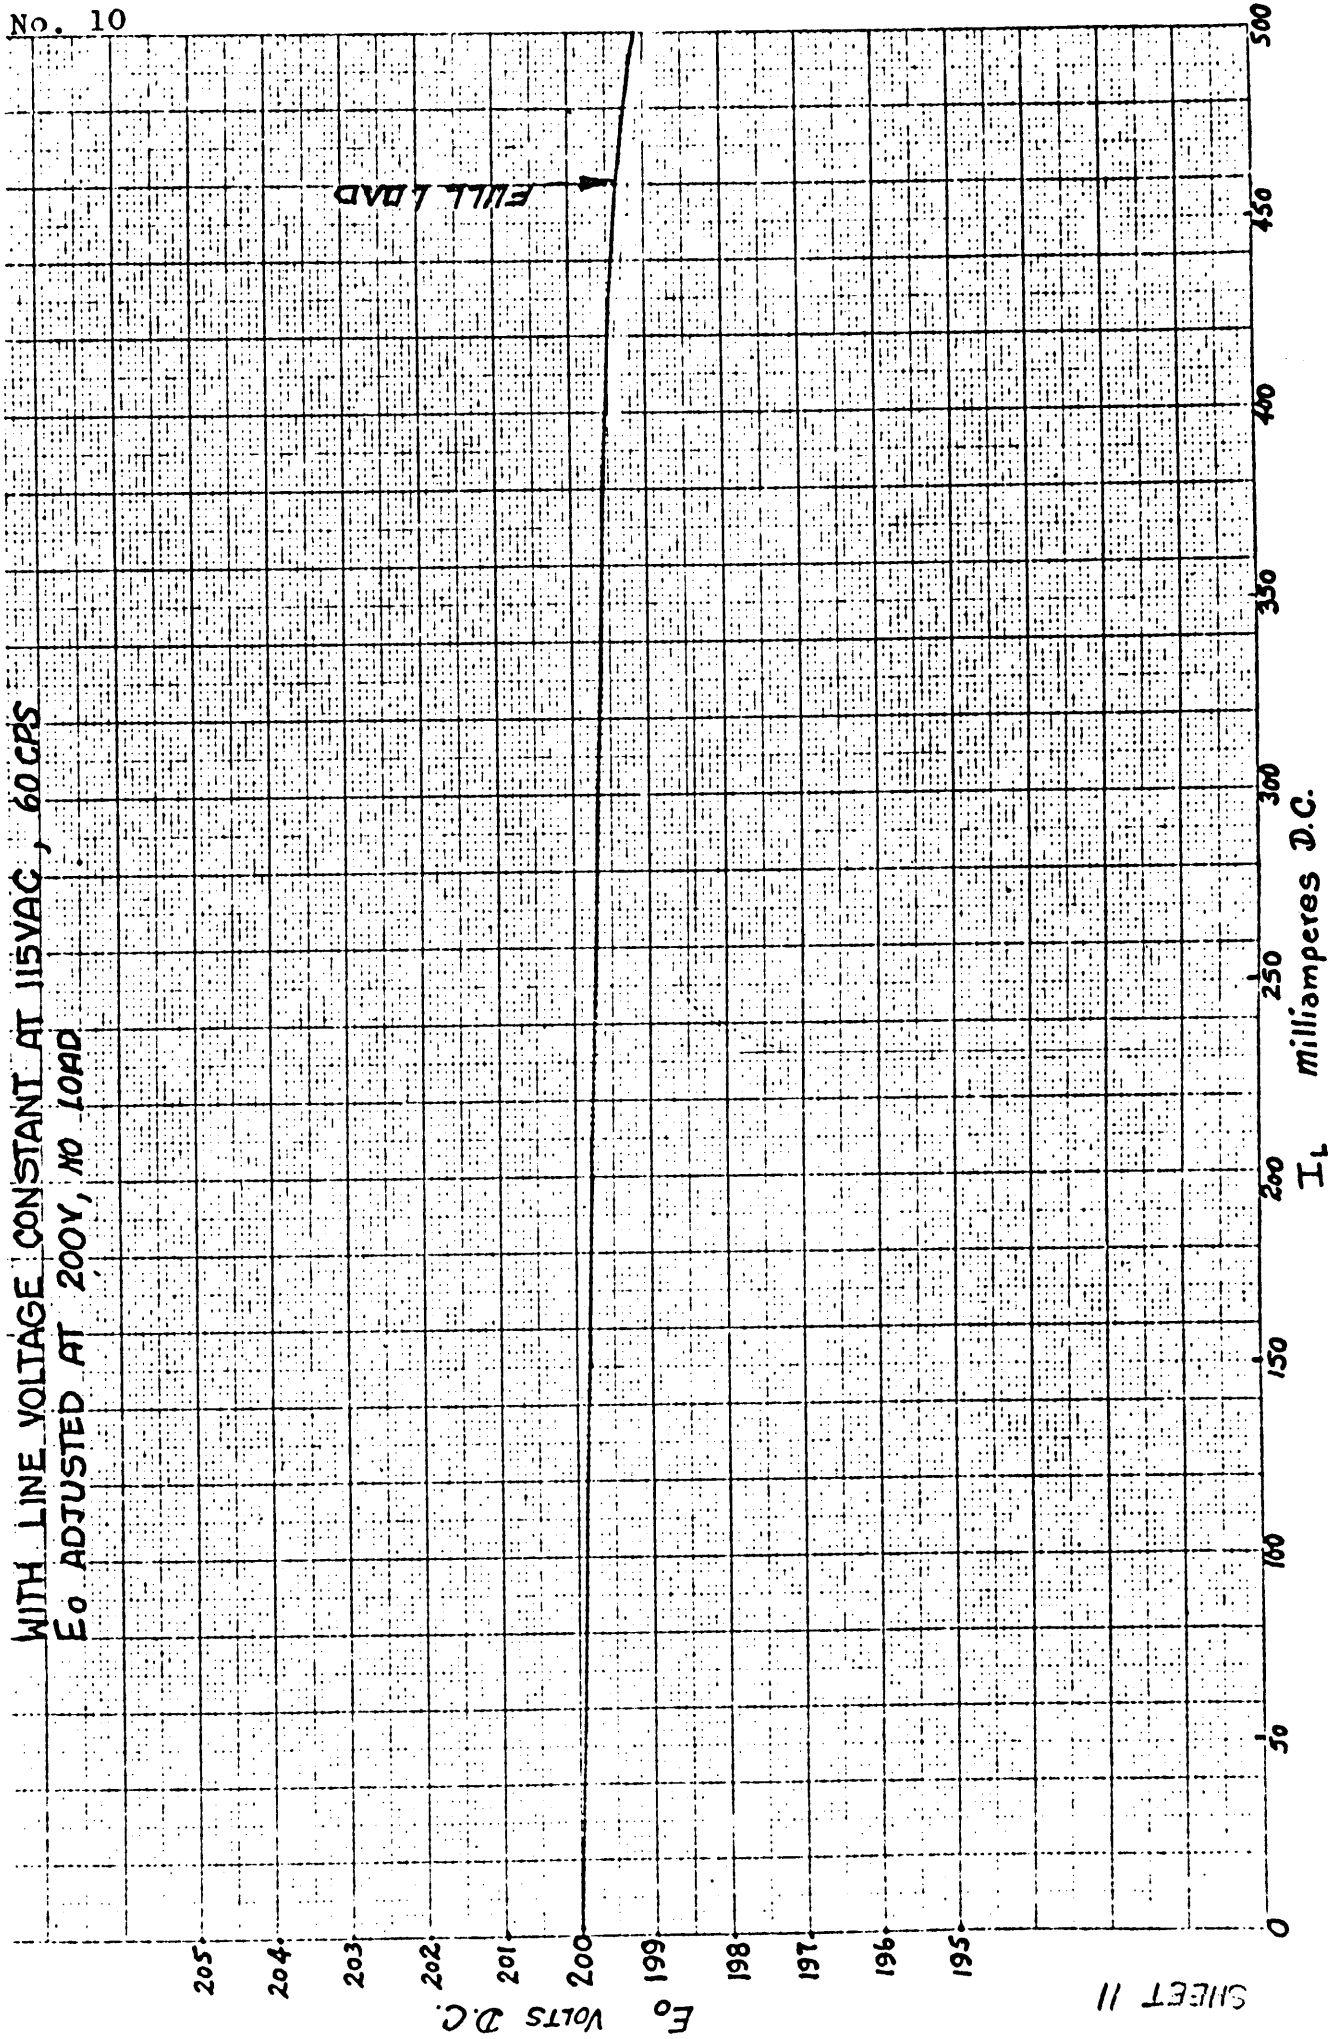 No. 10
WITH LINE VOLTAGE CONSTANT AT 115VAC, 60 CPS
Eo ADJUSTED AT 200V, NO LOAD
FULL LOAD
205
204
203
202
201
200
199
198
197
196
195
Eo
VOLTS D.C.
0
50
100
150
200
250
300
350
400
450
500
IL milliamperes D.C.
SHEET 11